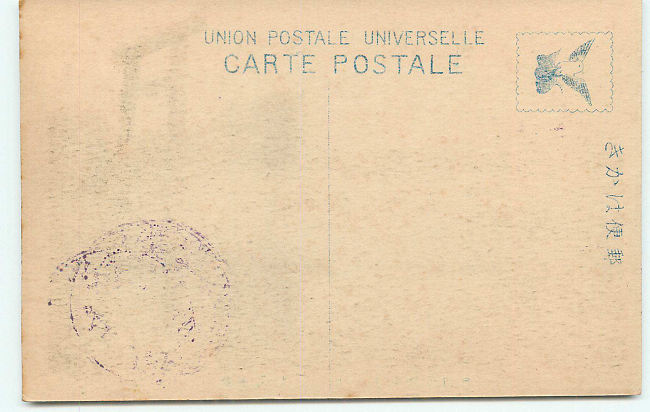 UNION POSTALE UNIVERSELLE
CARTE POSTALE
きかは便郵